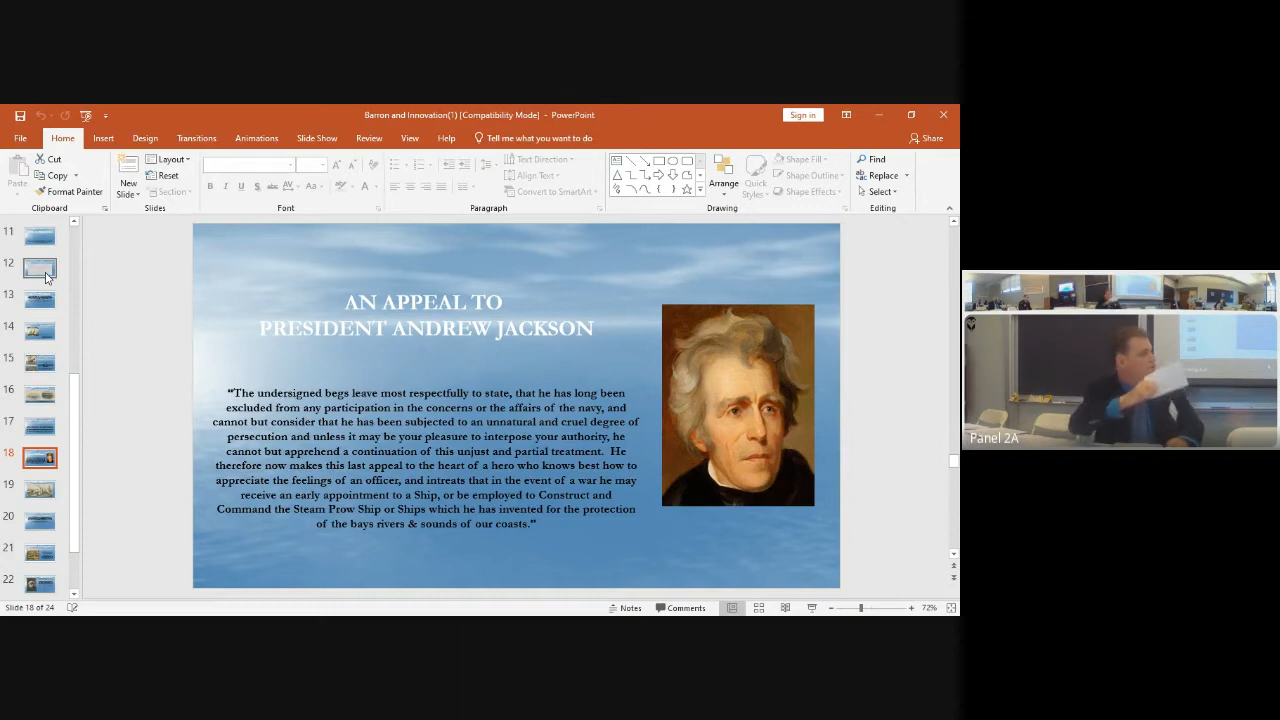 Barron and Innovation(1) [Compatibility Mode] - PowerPoint
Sign in
File Home Insert Design Transitions Animations Slide Show Review View Help Tell me what you want to do
Share
Paste
Cut
Copy
Format Painter
Clipboard
New Slide
Layout
Reset
Section
Slides
B I U S abc AV Aa A
Font
Text Direction
Align Text
Convert to SmartArt
Paragraph
Arrange
Quick Styles
Shape Fill
Shape Outline
Shape Effects
Drawing
Find
Replace
Select
Editing
11
12
13
14
15
16
17
18
19
20
21
22
AN APPEAL TO
PRESIDENT ANDREW JACKSON
“The undersigned begs leave most respectfully to state, that he has long been
excluded from any participation in the concerns or the affairs of the navy, and
cannot but consider that he has been subjected to an unnatural and cruel degree of
persecution and unless it may be your pleasure to interpose your authority, he
cannot but apprehend a continuation of this unjust and partial treatment.  He
therefore now makes this last appeal to the heart of a hero who knows best how to
appreciate the feelings of an officer, and intreats that in the event of a war he may
receive an early appointment to a Ship, or be employed to Construct and
Command the Steam Prow Ship or Ships which he has invented for the protection
of the bays rivers & sounds of our coasts.”
Slide 18 of 24
Notes
Comments
72%
Panel 2A